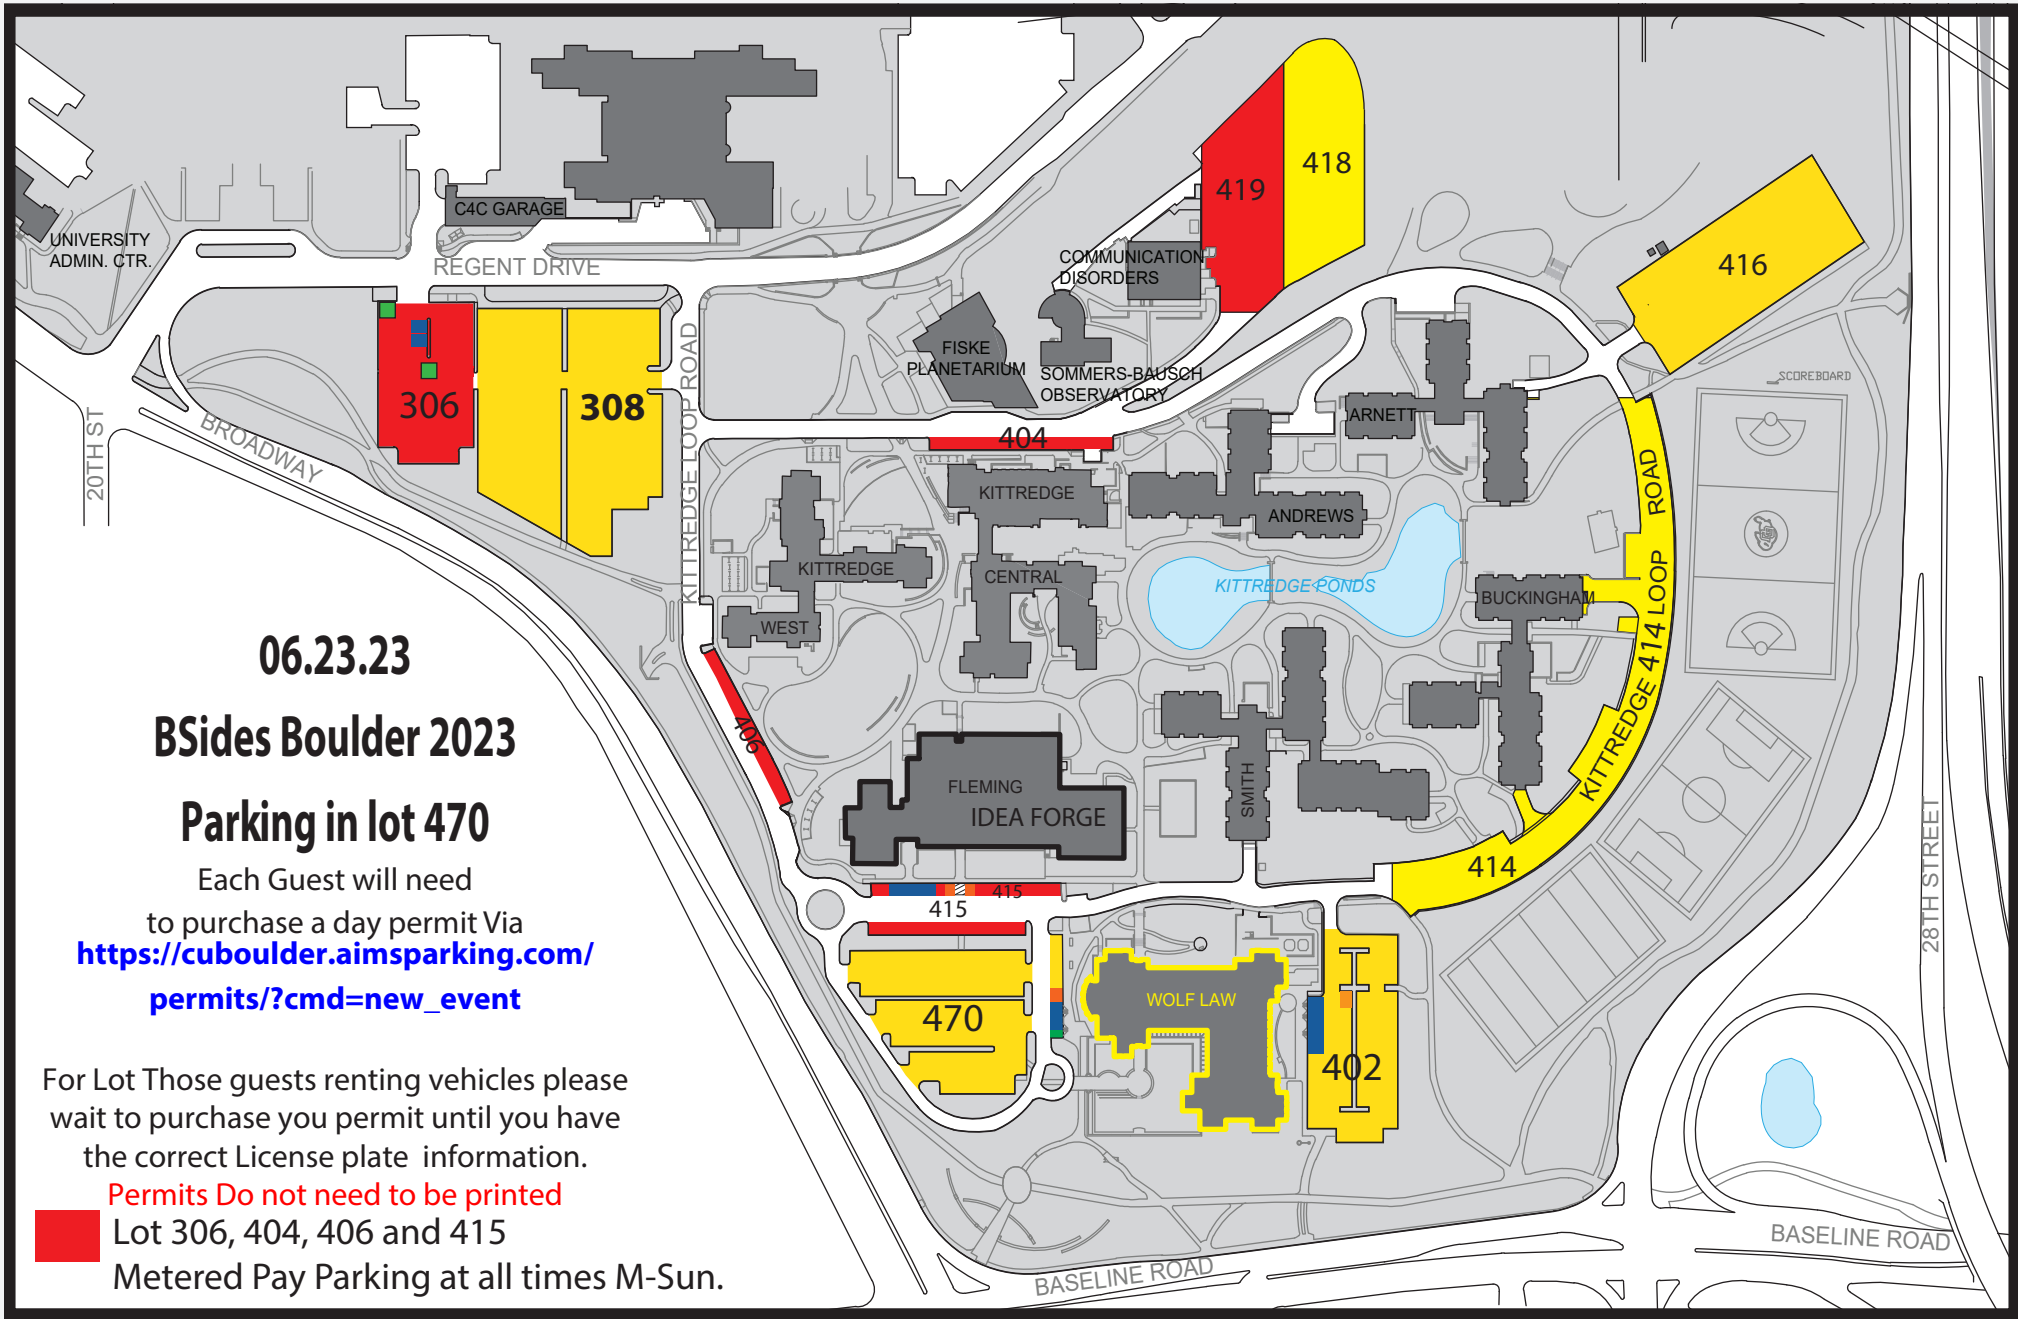 UNIVERSITY
ADMIN. CTR.
C4C GARAGE
REGENT DRIVE
COMMUNICATION
DISORDERS
419
418
416
306
308
KITTREDGE LOOP ROAD
FISKE
PLANETARIUM
SOMMERS-BAUSCH
OBSERVATORY
SCOREBOARD
20TH ST
BROADWAY
404
ARNETT
KITTREDGE
ANDREWS
KITTREDGE
CENTRAL
WEST
KITTREDGE PONDS
BUCKINGHAM
KITTREDGE 414 LOOP ROAD
406
FLEMING
IDEA FORGE
SMITH
414
415
415
470
WOLF LAW
402
28TH STREET
BASELINE ROAD
BASELINE ROAD
06.23.23
BSides Boulder 2023
Parking in lot 470
Each Guest will need
to purchase a day permit Via
https://cuboulder.aimsparking.com/
permits/?cmd=new_event
For Lot Those guests renting vehicles please
wait to purchase you permit until you have
the correct License plate information.
Permits Do not need to be printed
Lot 306, 404, 406 and 415
Metered Pay Parking at all times M-Sun.